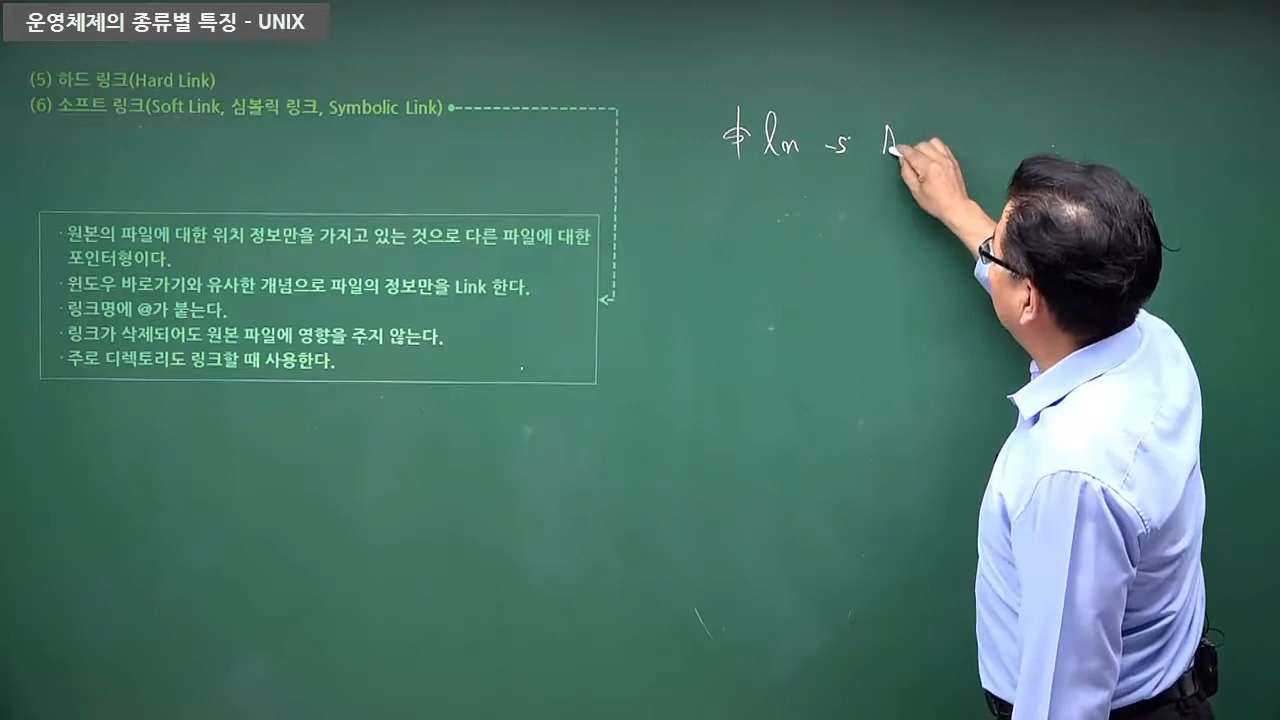 운영체제의 종류별 특징 - UNIX
(5) 하드 링크(Hard Link)
(6) 소프트 링크(Soft Link, 심볼릭 링크, Symbolic Link)
· 원본의 파일에 대한 위치 정보만을 가지고 있는 것으로 다른 파일에 대한
포인터형이다.
· 윈도우 바로가기와 유사한 개념으로 파일의 정보만을 Link 한다.
· 링크명에 @가 붙는다.
· 링크가 삭제되어도 원본 파일에 영향을 주지 않는다.
· 주로 디렉토리도 링크할 때 사용한다.
$ ln -s A